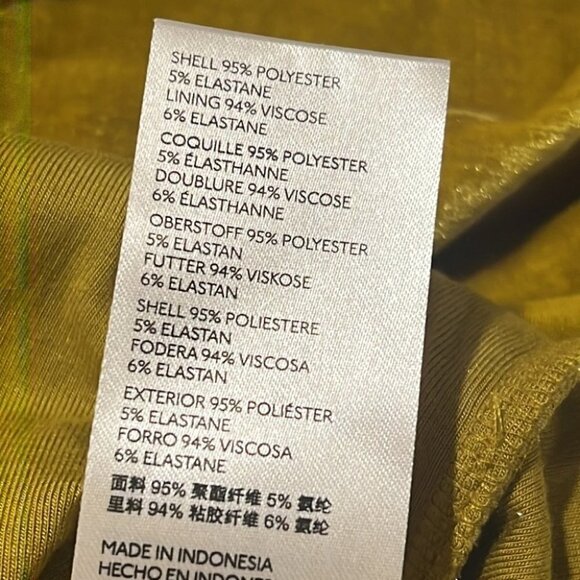 SHELL 95% POLYESTER
5% ELASTANE
LINING 94% VISCOSE
6% ELASTANE
COQUILLE 95% POLYESTER
5% ÉLASTHANNE
DOUBLURE 94% VISCOSE
6% ÉLASTHANNE
OBERSTOFF 95% POLYESTER
5% ELASTAN
FUTTER 94% VISKOSE
6% ELASTAN
SHELL 95% POLIESTERE
5% ELASTAN
FODERA 94% VISCOSA
6% ELASTAN
EXTERIOR 95% POLIÉSTER
5% ELASTANE
FORRO 94% VISCOSA
6% ELASTANE
面料 95% 聚酯纤维 5% 氨纶
里料 94% 粘胶纤维 6% 氨纶
MADE IN INDONESIA
HECHO EN